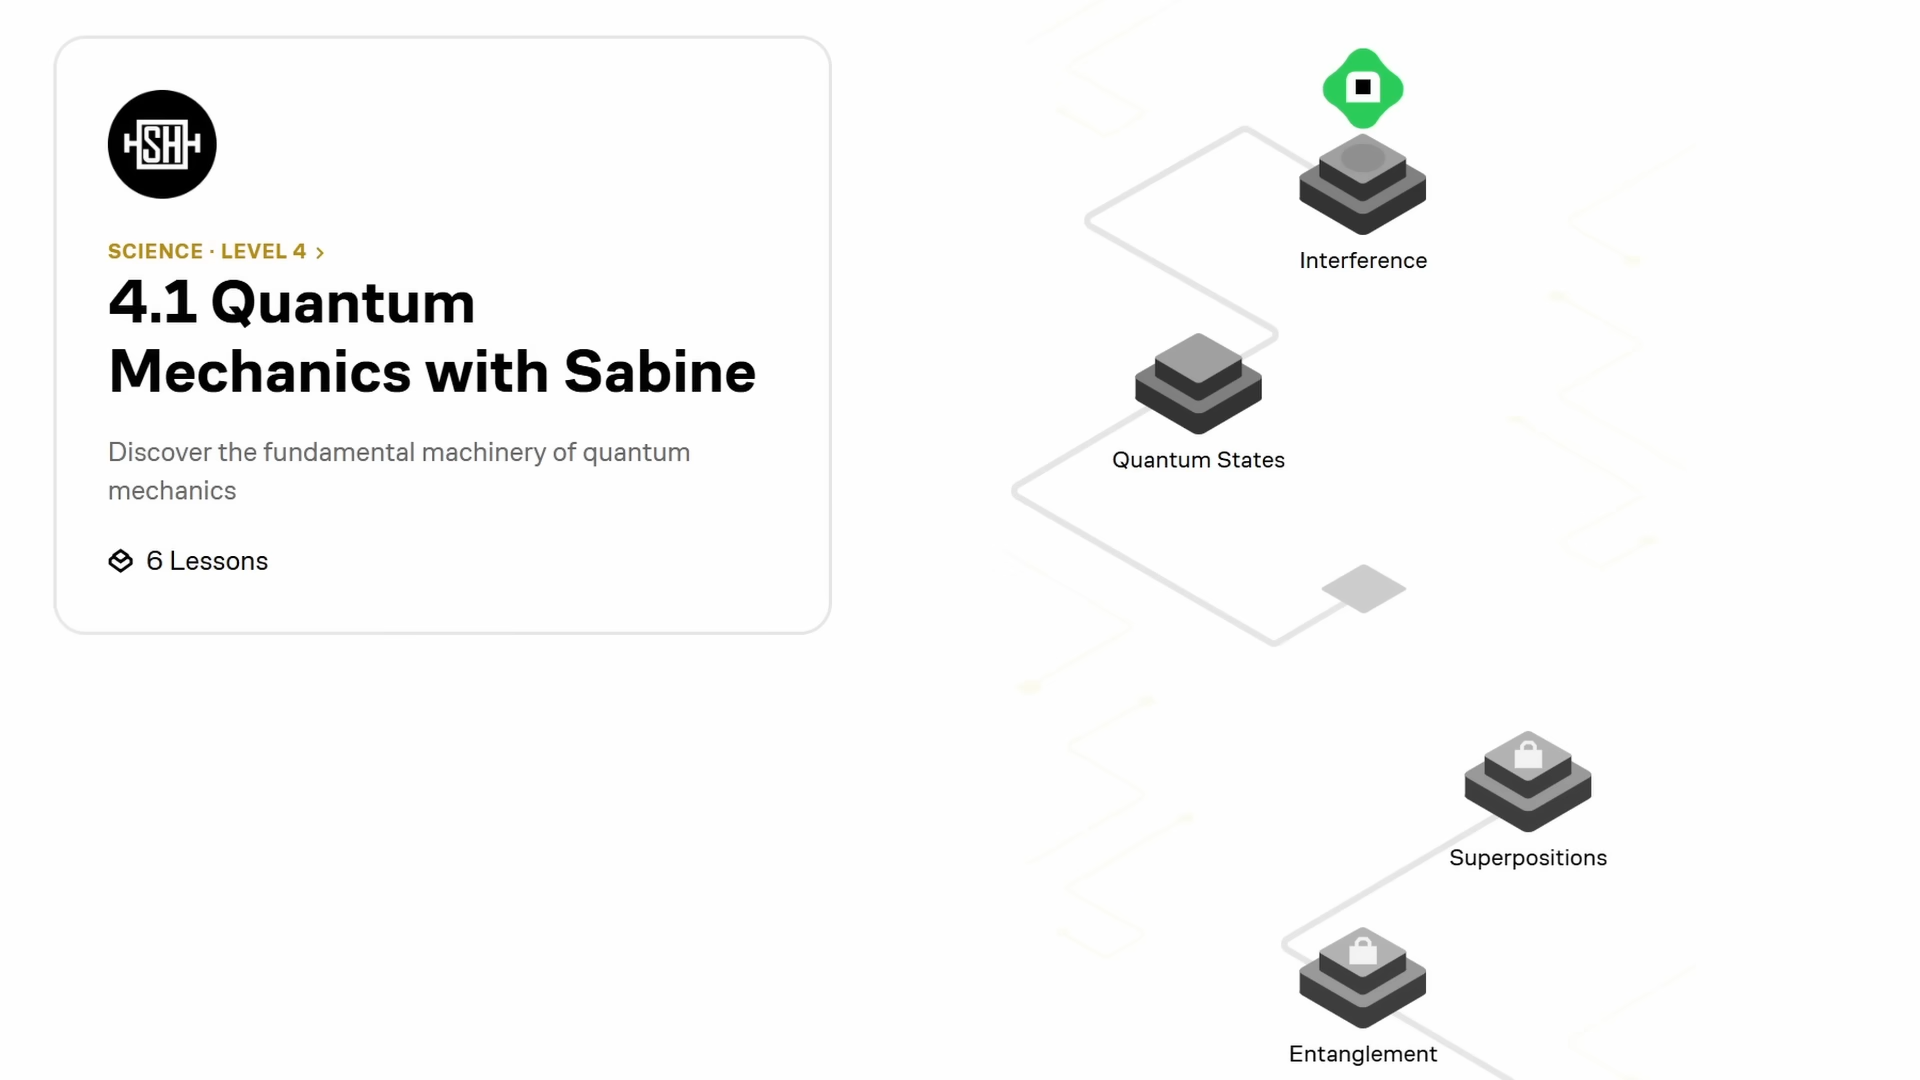 SH
SCIENCE · LEVEL 4 >
4.1 Quantum
Mechanics with Sabine
Discover the fundamental machinery of quantum
mechanics
6 Lessons
Interference
Quantum States
Superpositions
Entanglement